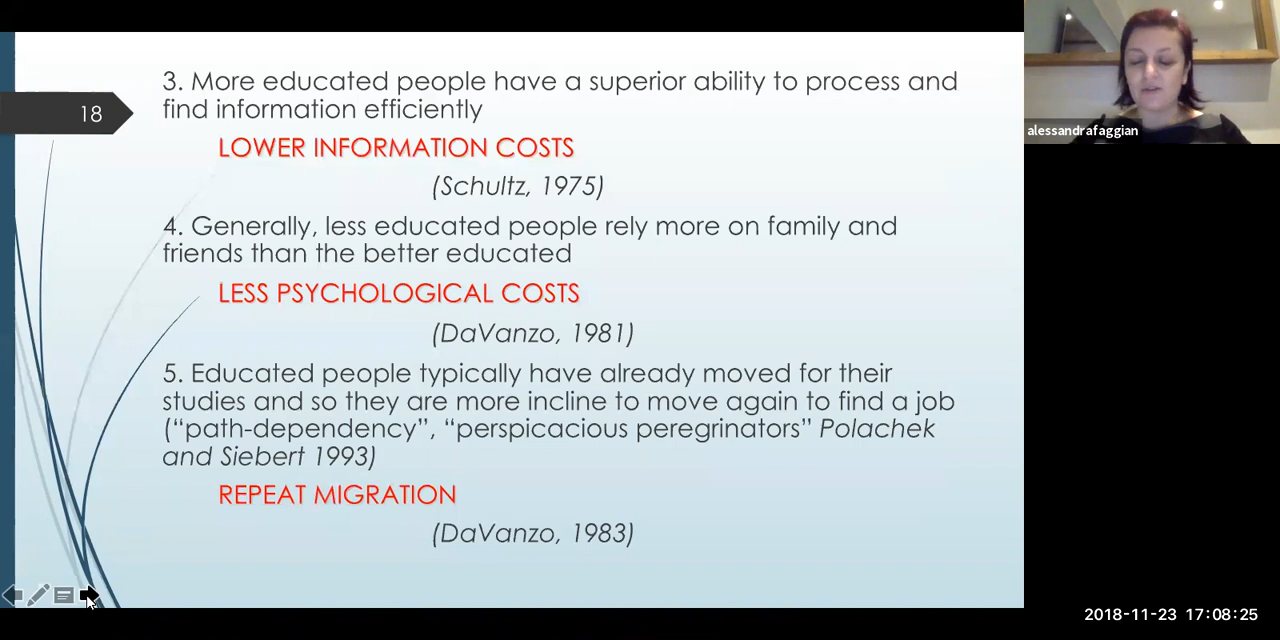 3. More educated people have a superior ability to process and
find information efficiently
18
LOWER INFORMATION COSTS
(Schultz, 1975)
4. Generally, less educated people rely more on family and
friends than the better educated
LESS PSYCHOLOGICAL COSTS
(DaVanzo, 1981)
5. Educated people typically have already moved for their
studies and so they are more incline to move again to find a job
(“path-dependency”, “perspicacious peregrinators” Polachek
and Siebert 1993)
REPEAT MIGRATION
(DaVanzo, 1983)
alessandrafaggian
2018-11-23 17:08:25